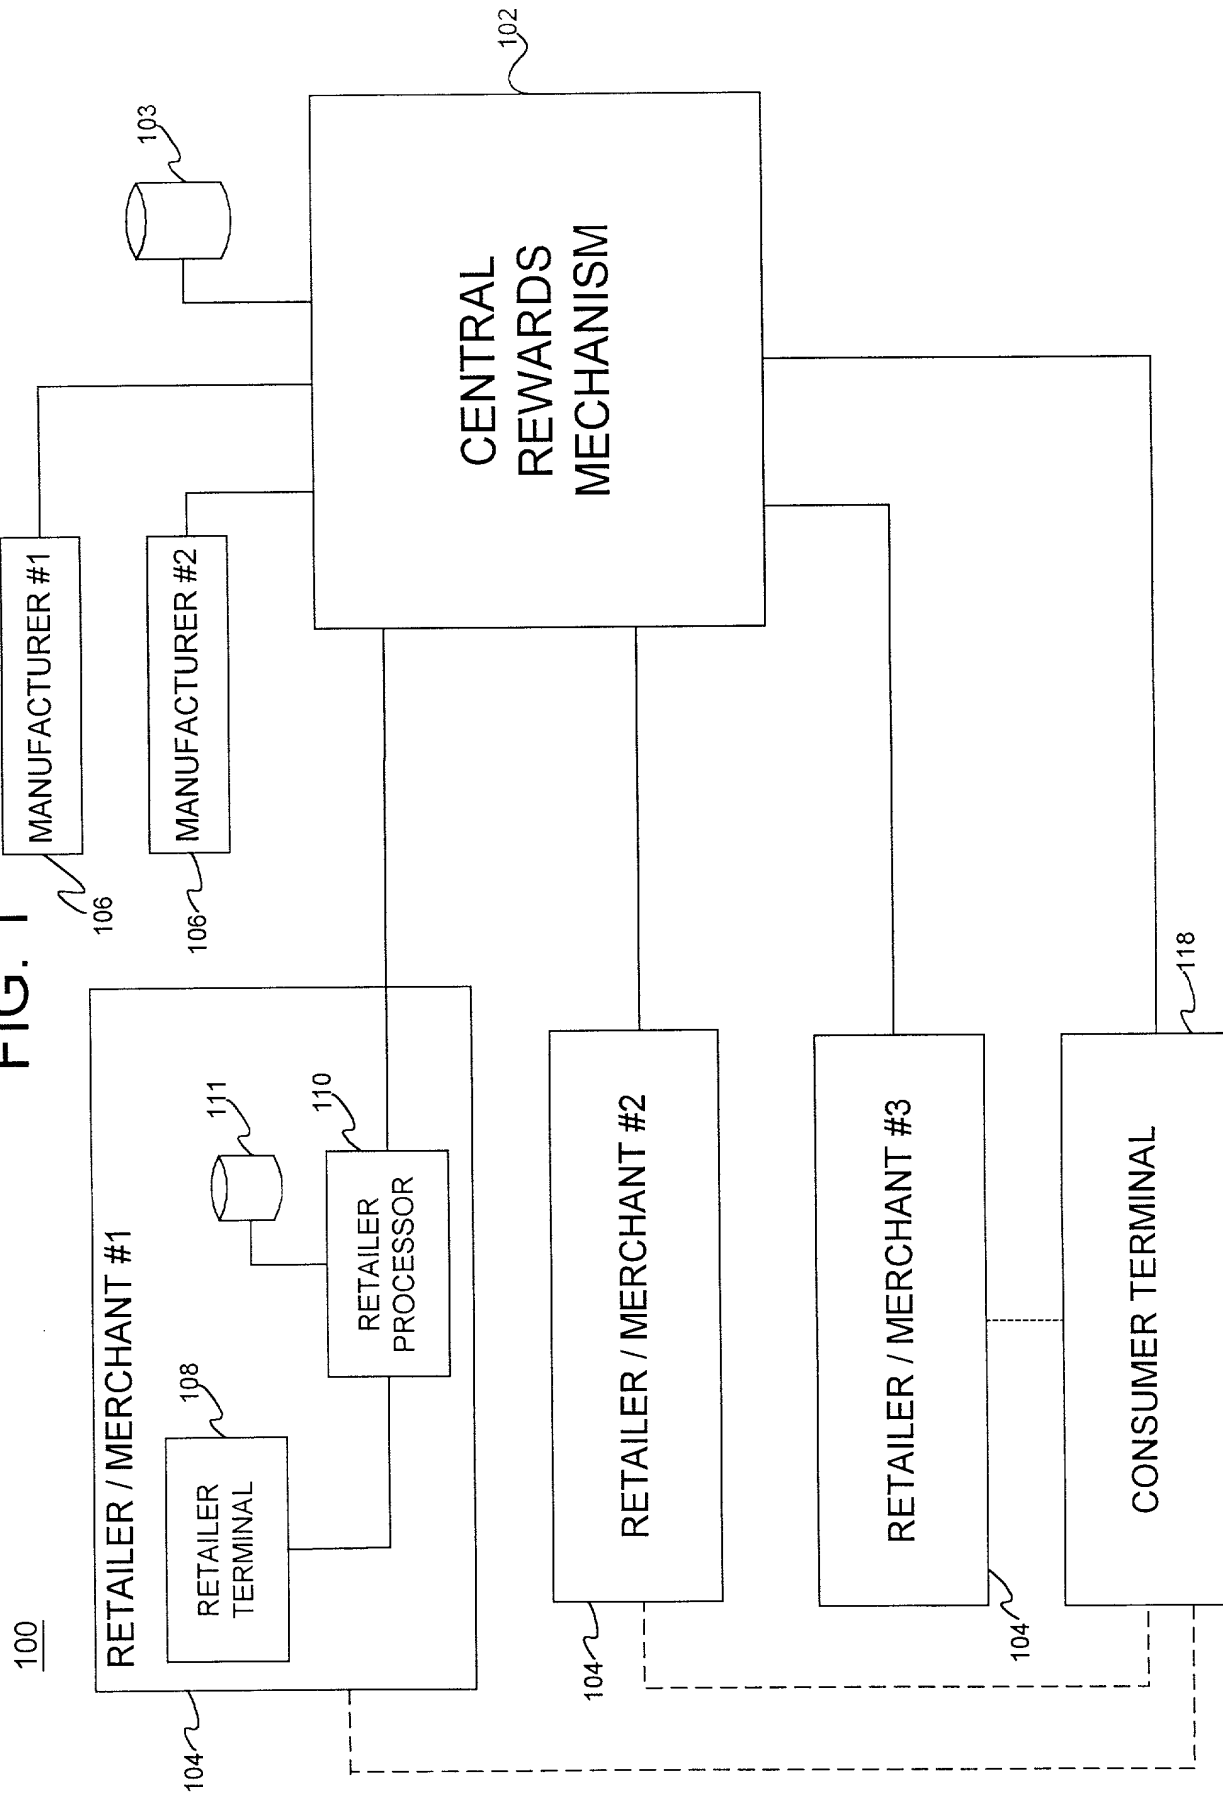 FIG. 1
100
MANUFACTURER #1
106
MANUFACTURER #2
106
103
102
CENTRAL
REWARDS
MECHANISM
RETAILER / MERCHANT #1
104
RETAILER
TERMINAL
108
111
RETAILER
PROCESSOR
110
RETAILER / MERCHANT #2
104
RETAILER / MERCHANT #3
104
CONSUMER TERMINAL
118